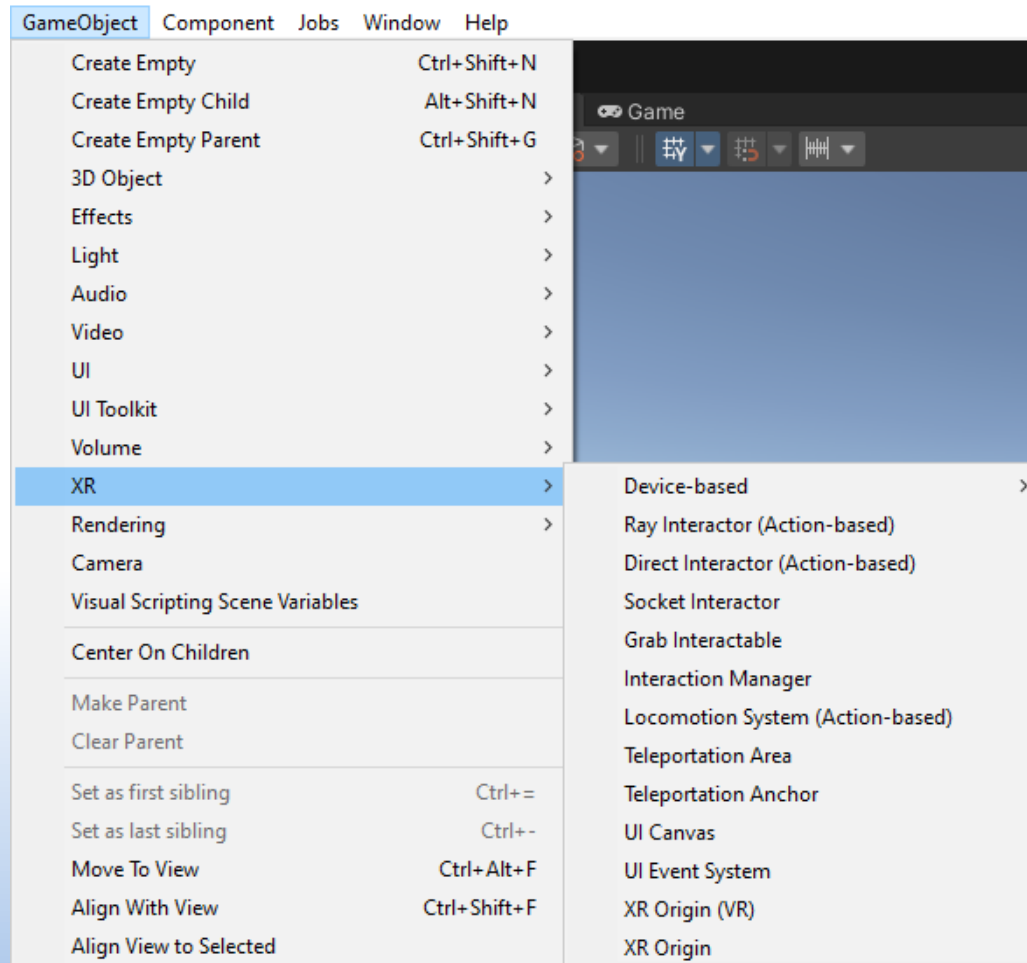 GameObject Component Jobs Window Help
Create Empty Ctrl+Shift+N
Create Empty Child Alt+Shift+N
Create Empty Parent Ctrl+Shift+G
Game
3D Object
Effects
Light
Audio
Video
UI
UI Toolkit
Volume
XR
Rendering
Camera
Visual Scripting Scene Variables
Center On Children
Make Parent
Clear Parent
Set as first sibling Ctrl+=
Set as last sibling Ctrl+-
Move To View Ctrl+Alt+F
Align With View Ctrl+Shift+F
Align View to Selected
Device-based
Ray Interactor (Action-based)
Direct Interactor (Action-based)
Socket Interactor
Grab Interactable
Interaction Manager
Locomotion System (Action-based)
Teleportation Area
Teleportation Anchor
UI Canvas
UI Event System
XR Origin (VR)
XR Origin